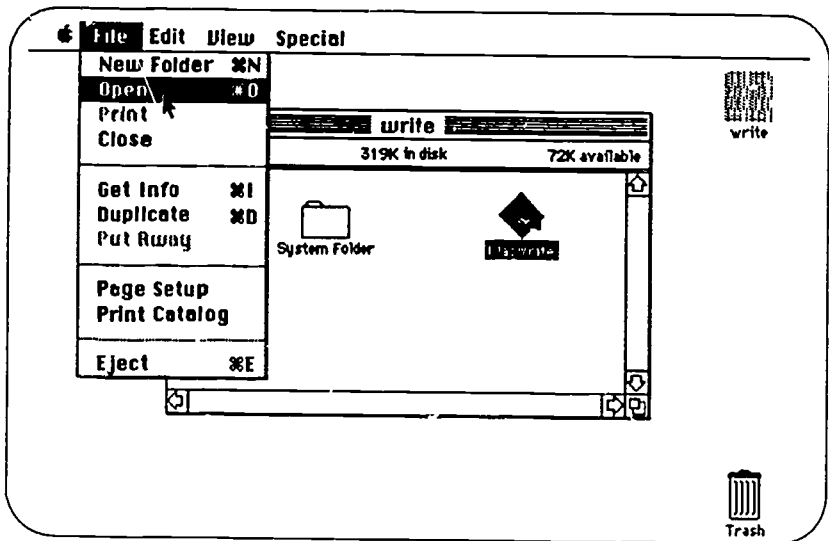 File Edit View Special
New Folder ⌘N
Open ⌘O
Print
Close
Get Info ⌘I
Duplicate ⌘D
Put Away
Page Setup
Print Catalog
Eject ⌘E
write
319K in disk 72K available
System Folder
write
Trash